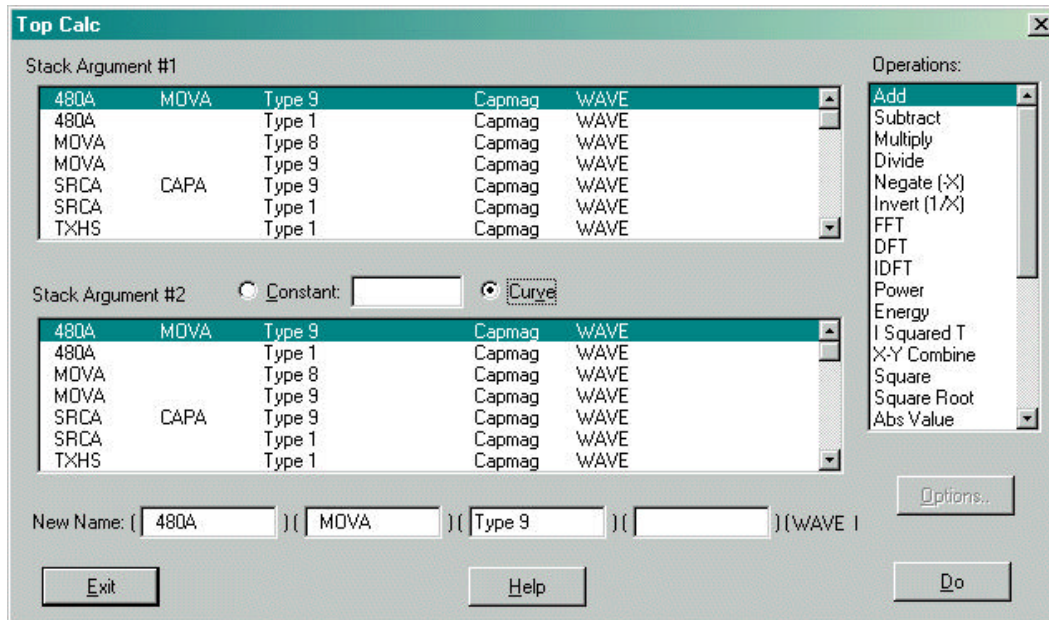 Top Calc
Stack Argument #1
480A MOVA Type 9 Capmag WAVE
480A Type 1 Capmag WAVE
MOVA Type 8 Capmag WAVE
MOVA Type 9 Capmag WAVE
SRCA CAPA Type 9 Capmag WAVE
SRCA Type 1 Capmag WAVE
TXHS Type 1 Capmag WAVE
Stack Argument #2 Constant: Curve
480A MOVA Type 9 Capmag WAVE
480A Type 1 Capmag WAVE
MOVA Type 8 Capmag WAVE
MOVA Type 9 Capmag WAVE
SRCA CAPA Type 9 Capmag WAVE
SRCA Type 1 Capmag WAVE
TXHS Type 1 Capmag WAVE
New Name: ( 480A ) ( MOVA ) ( Type 9 ) ( ) (WAVE )
Exit
Help
Operations:
Add
Subtract
Multiply
Divide
Negate (-X)
Invert (1/X)
FFT
DFT
IDFT
Power
Energy
I Squared T
X-Y Combine
Square
Square Root
Abs Value
Options..
Do